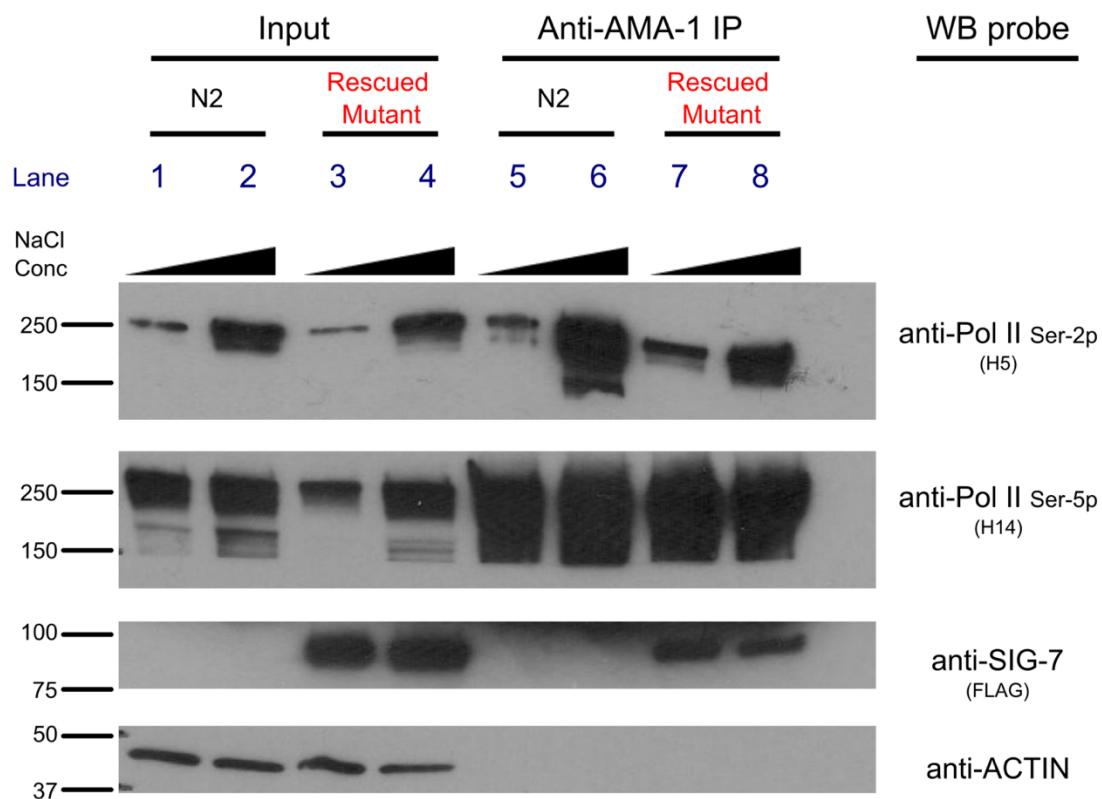 Input
Anti-AMA-1 IP
WB probe
N2
Rescued
Mutant
N2
Rescued
Mutant
Lane 1 2 3 4 5 6 7 8
NaCl
Conc
250
150
anti-Pol II Ser-2p
(H5)
250
150
anti-Pol II Ser-5p
(H14)
100
75
anti-SIG-7
(FLAG)
50
37
anti-ACTIN